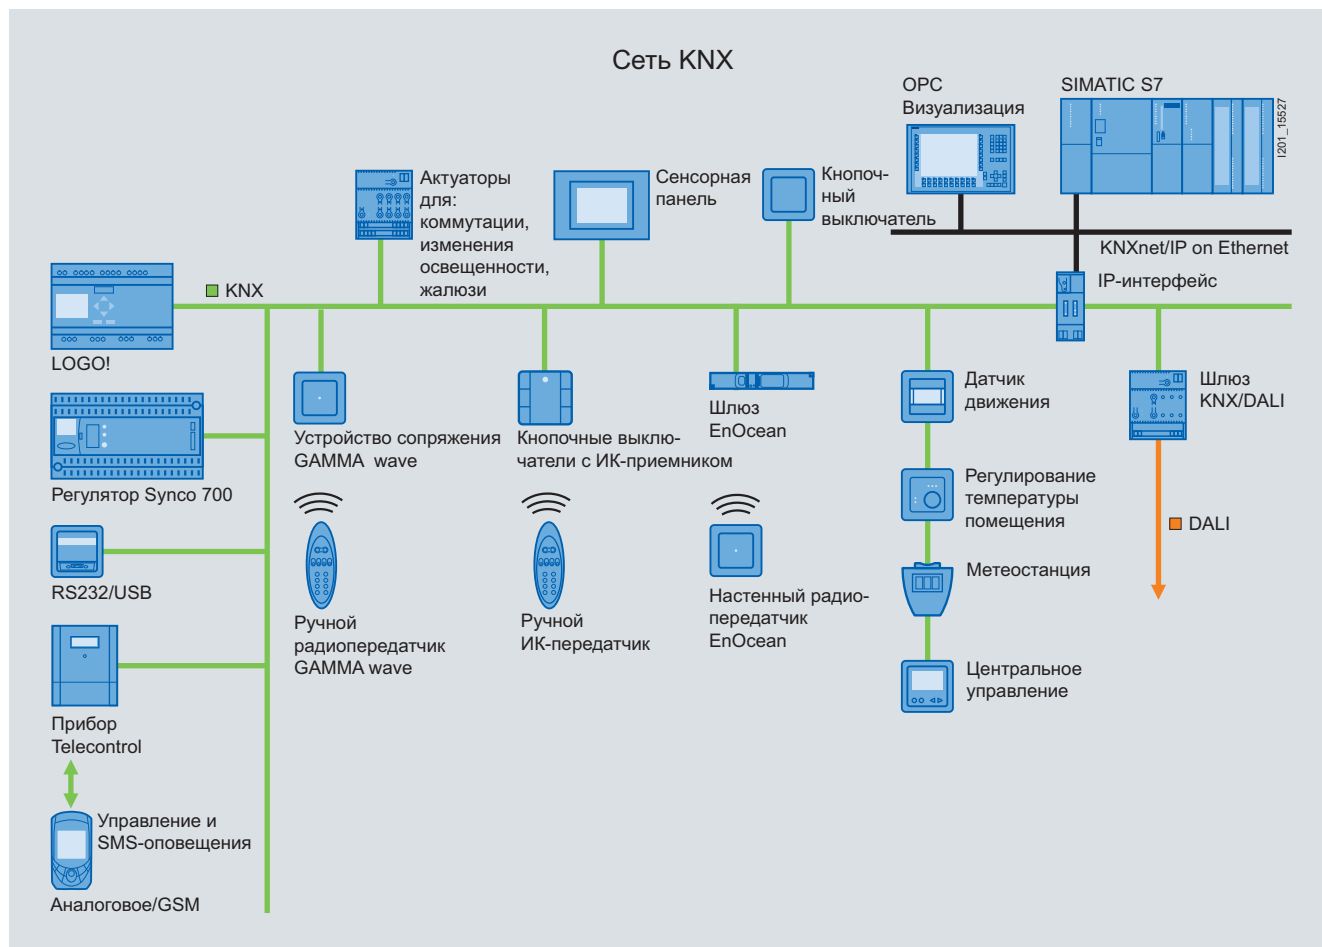 Сеть KNX
OPC
Визуализация
SIMATIC S7
I201_15527
Актуаторы
для:
коммутации,
изменения
освещенности,
жалюзи
Сенсорная
панель
Кнопоч-
ный
выключатель
KNXnet/IP on Ethernet
IP-интерфейс
KNX
LOGO!
Устройство сопряжения
GAMMA wave
Кнопочные выклю-
чатели с ИК-приемником
Шлюз
EnOcean
Датчик
движения
Шлюз
KNX/DALI
Регулятор Synco 700
Регулирование
температуры
помещения
DALI
RS232/USB
Метеостанция
Ручной
радиопередатчик
GAMMA wave
Ручной
ИК-передатчик
Настенный радио-
передатчик
EnOcean
Центральное
управление
Прибор
Telecontrol
Управление и
SMS-оповещения
Аналоговое/GSM